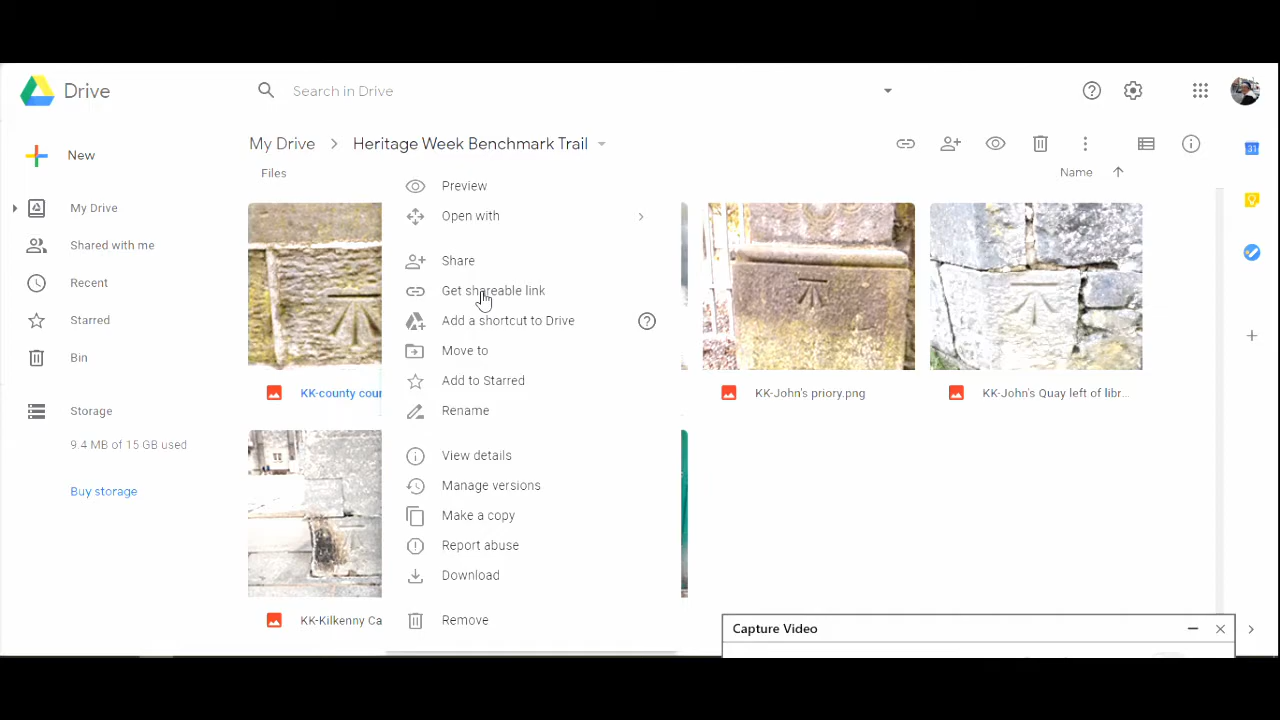 Drive
Search in Drive
New
My Drive
Shared with me
Recent
Starred
Bin
Storage
9.4 MB of 15 GB used
Buy storage
My Drive
Heritage Week Benchmark Trail
Files
Name
Preview
Open with
Share
Get shareable link
Add a shortcut to Drive
Move to
Add to Starred
Rename
View details
Manage versions
Make a copy
Report abuse
Download
Remove
KK-county cour
KK-John's priory.png
KK-John's Quay left of libr...
KK-Kilkenny Ca
Capture Video
31